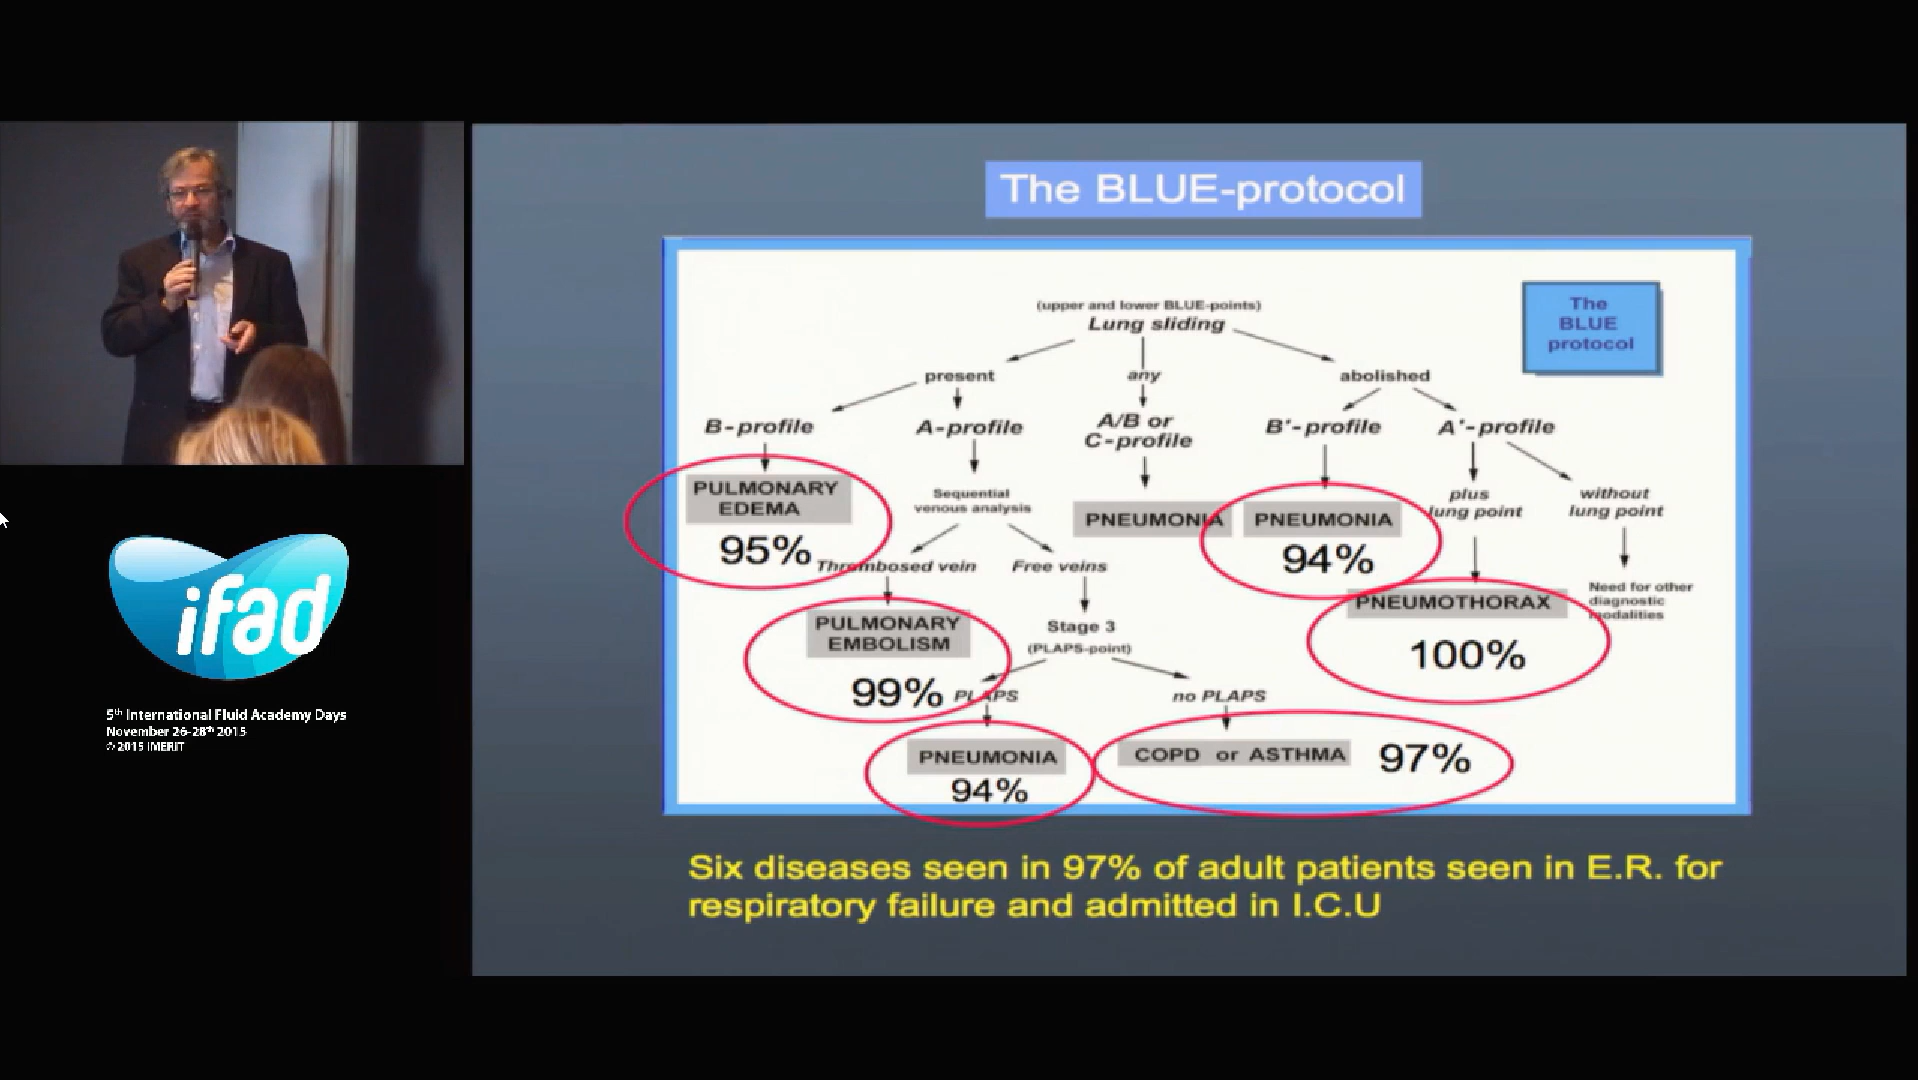 The BLUE-protocol
The
BLUE
protocol
(upper and lower BLUE-points)
Lung sliding
present
any
abolished
B-profile
A-profile
A/B or
C-profile
B'-profile
A'-profile
PULMONARY
EDEMA
95%
Sequential
venous analysis
PNEUMONIA
PNEUMONIA
94%
plus
lung point
without
lung point
Thrombosed vein
Free veins
PULMONARY
EMBOLISM
99%
Stage 3
(PLAPS-point)
PNEUMOTHORAX
100%
Need for other
diagnostic
modalities
PLAPS
no PLAPS
PNEUMONIA
94%
COPD or ASTHMA
97%
Six diseases seen in 97% of adult patients seen in E.R. for
respiratory failure and admitted in I.C.U
ifad
5th International Fluid Academy Days
November 26-28th 2015
© 2015 IMERIT